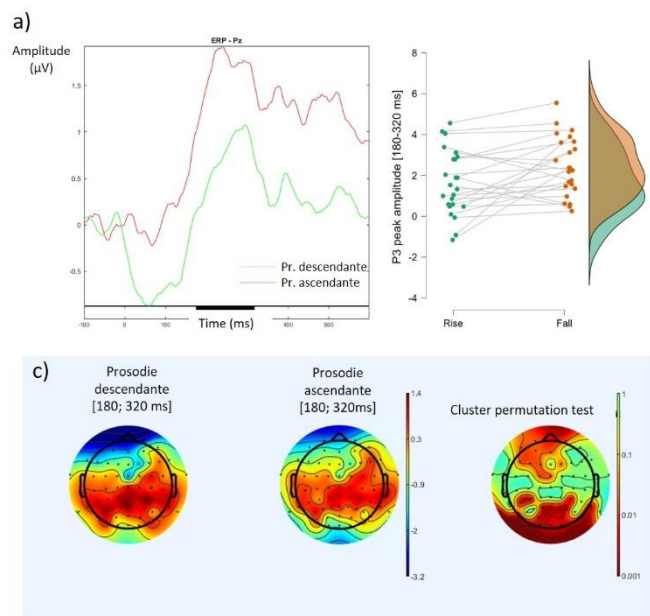 a)
ERP - Pz
Amplitude
(μV)
1.5
1
0.5
-0.5
Pr. descendante
Pr. ascendante
-100
0
100
Time (ms)
400
600
P3 peak amplitude [180-320 ms]
8
6
4
2
0
-2
-4
Rise
Fall
c)
Prosodie
descendante
[180; 320 ms]
Prosodie
ascendante
[180; 320ms]
1.4
0.3
-0.9
-2
-3.2
Cluster permutation test
1
0.1
0.01
0.001